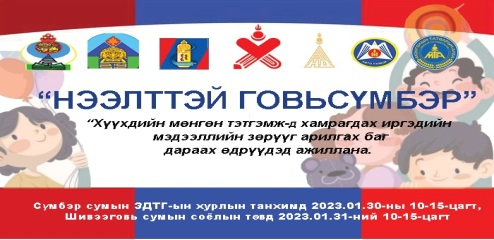 “НЭЭЛТТЭЙ ГОВЬСҮМБЭР”
“Хүүхдийн мөнгөн тэтгэмж-д хамрагдах иргэдийн
мэдээллийн зөрүүг арилгах баг
дараах өдрүүдэд ажиллана.
Сүмбэр сумын ЗДТГ-ын хурлын танхимд 2023.01.30-ны 10-15-цагт,
Шивээговь сумын соёлын төвд 2023.01.31-ний 10-15-цагт